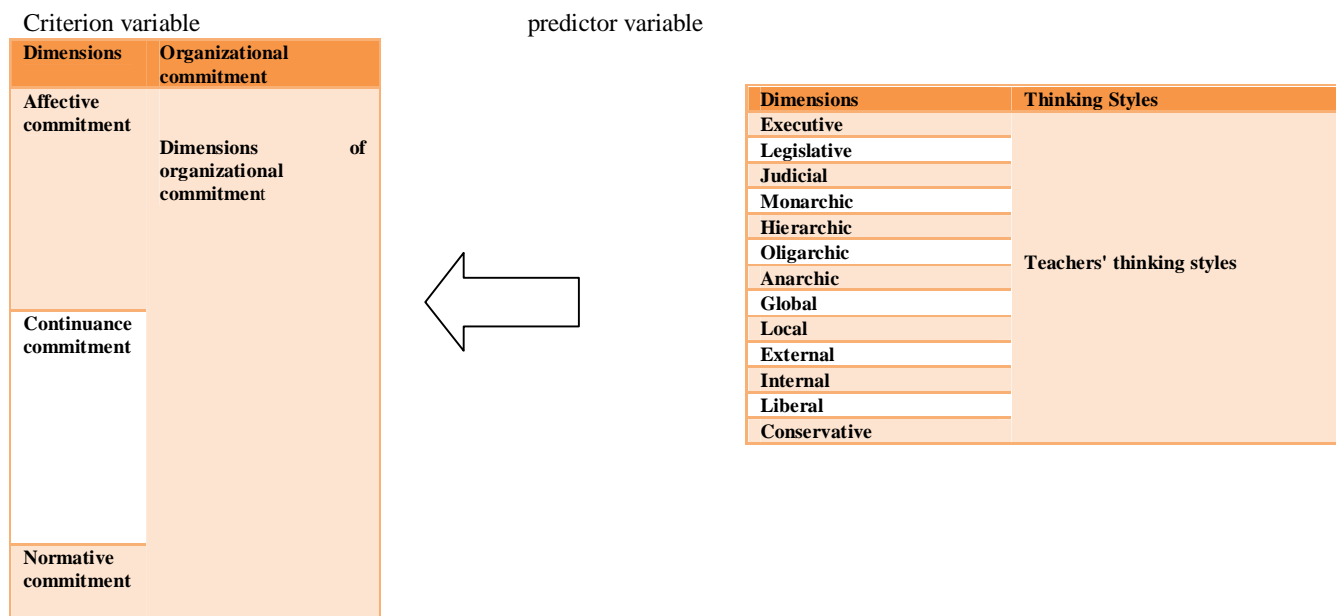 Criterion variable
predictor variable
Dimensions
Organizational
commitment
Affective
commitment
Dimensions of
organizational
commitment
Continuance
commitment
Normative
commitment
Dimensions
Thinking Styles
Executive
Legislative
Judicial
Monarchic
Hierarchic
Oligarchic
Anarchic
Global
Local
External
Internal
Liberal
Conservative
Teachers' thinking styles